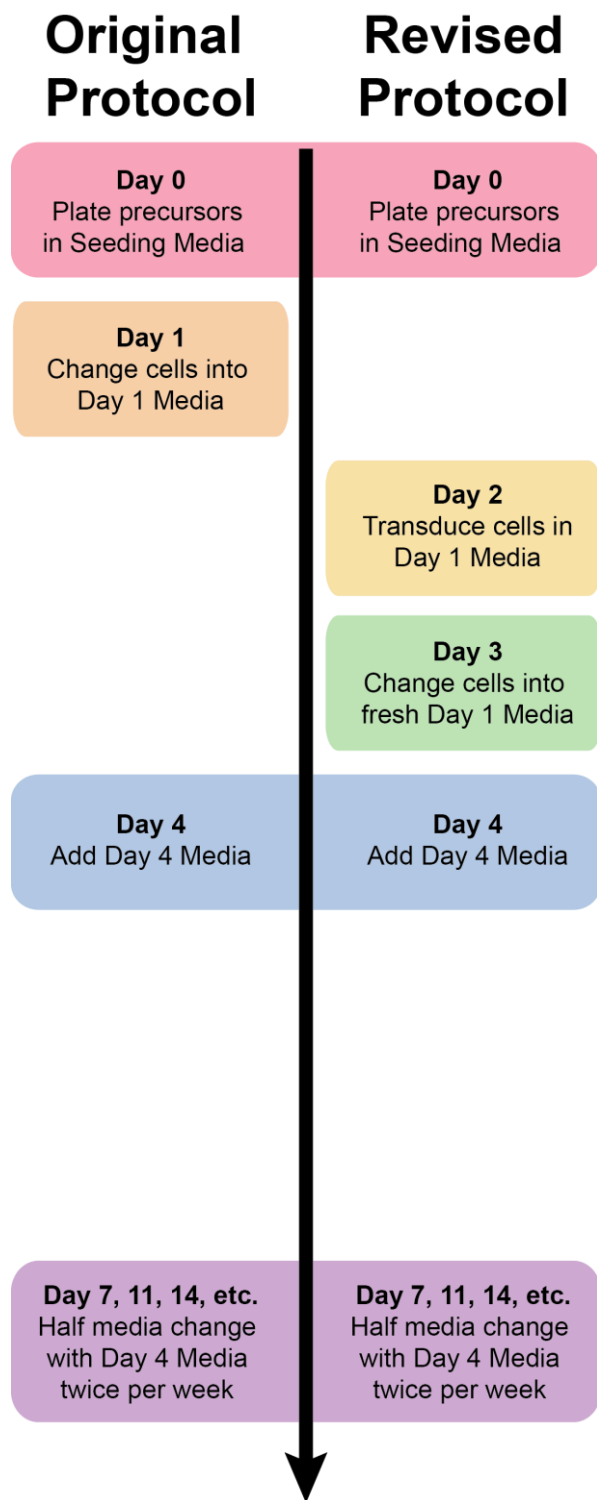 Original
Protocol
Revised
Protocol
Day 0
Plate precursors
in Seeding Media
Day 0
Plate precursors
in Seeding Media
Day 1
Change cells into
Day 1 Media
Day 2
Transduce cells in
Day 1 Media
Day 3
Change cells into
fresh Day 1 Media
Day 4
Add Day 4 Media
Day 4
Add Day 4 Media
Day 7, 11, 14, etc.
Half media change
with Day 4 Media
twice per week
Day 7, 11, 14, etc.
Half media change
with Day 4 Media
twice per week